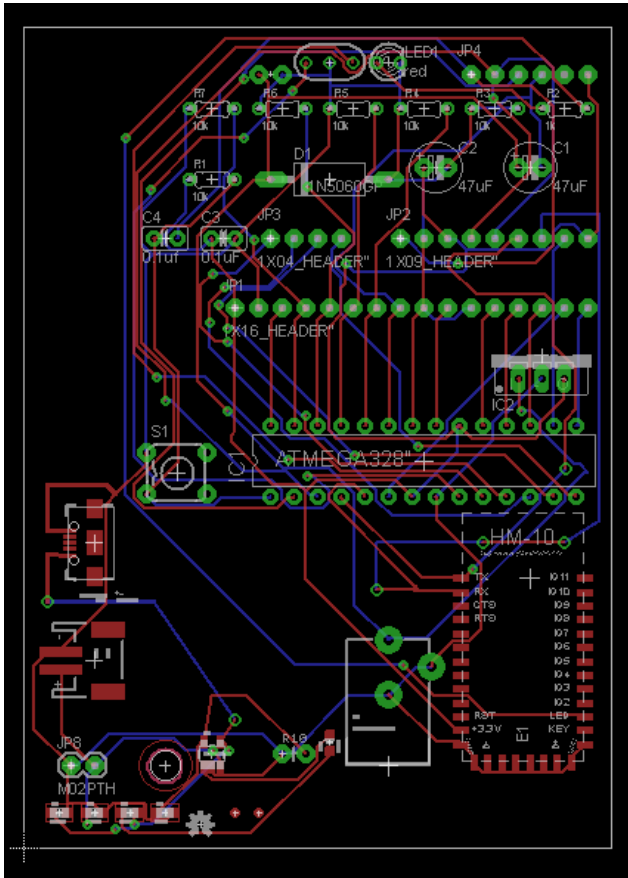 LED1
JP4
red
R7
R6
R5
R4
R3
R2
10k
10k
10k
10k
10k
1k
D1
C2
C1
R1
1N5060GP
47uF
47uF
10k
C4
C3
JP3
JP2
0.1uf
0.1uF
1X04_HEADER"
1X09_HEADER"
JP1
1X16_HEADER"
IC2
S1
IC1
ATMEGA328"
HM-10
TX
IO11
RX
IO10
CTS
IO9
RTS
IO8
IO7
IO6
IO5
IO4
IO3
IO2
ROT
LED
+3.3V
E1
KEY
JP8
R10
M02PTH